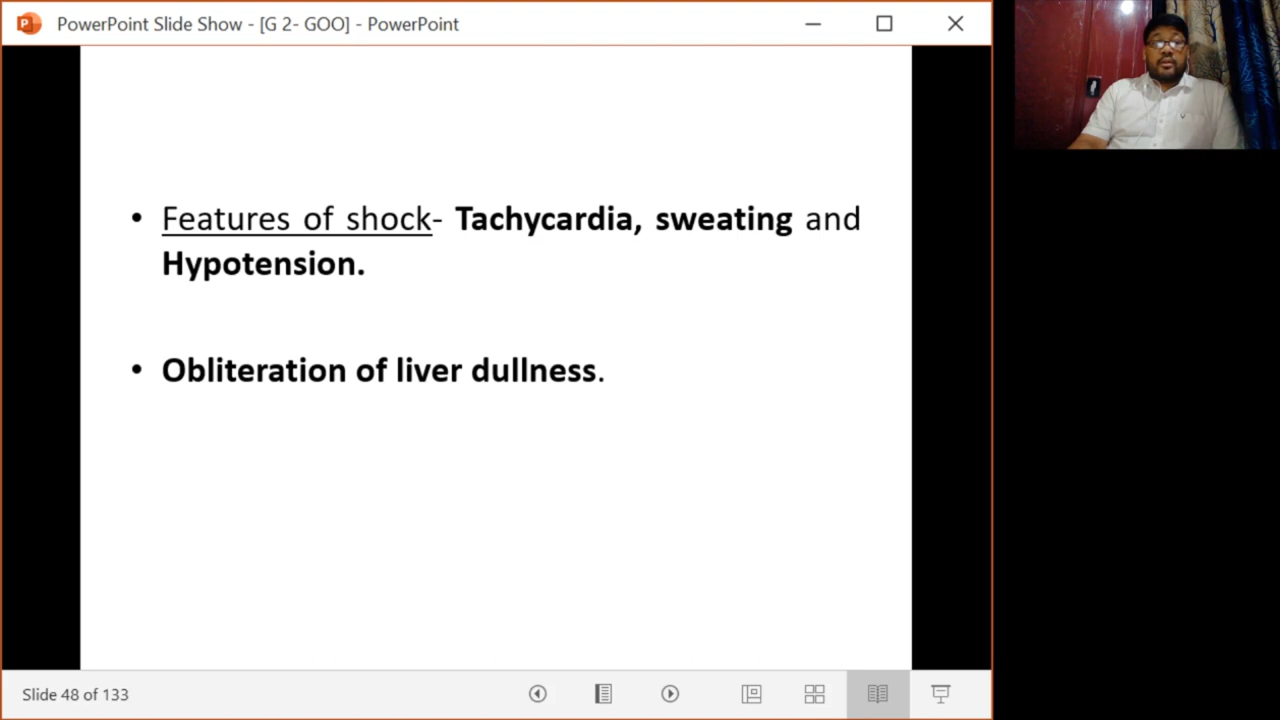 PowerPoint Slide Show - [G 2- GOO] - PowerPoint
• Features of shock- Tachycardia, sweating and
Hypotension.
• Obliteration of liver dullness.
Slide 48 of 133